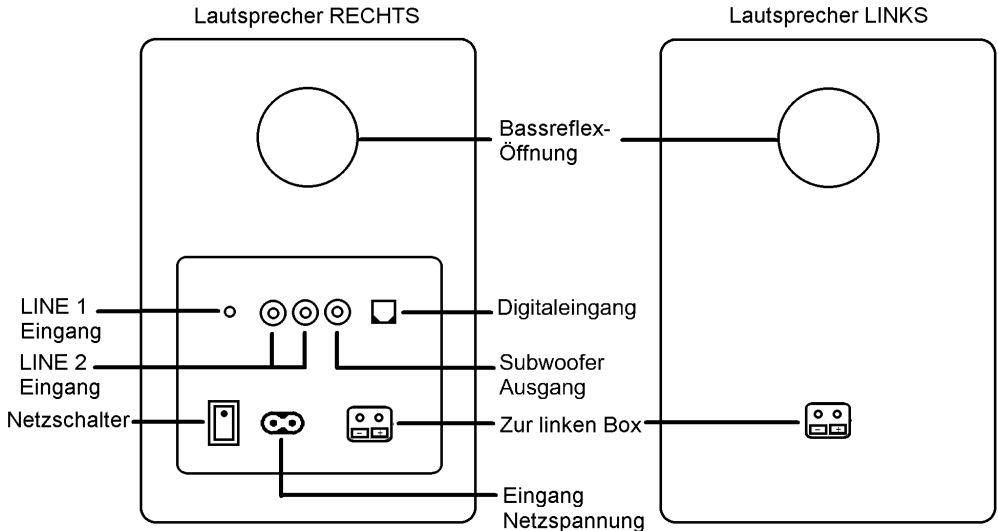 Lautsprecher RECHTS
Lautsprecher LINKS
Bassreflex-
Öffnung
LINE 1
Eingang
LINE 2
Eingang
Netzschalter
Digitaleingang
Subwoofer
Ausgang
Zur linken Box
Eingang
Netzspannung
- +
- +